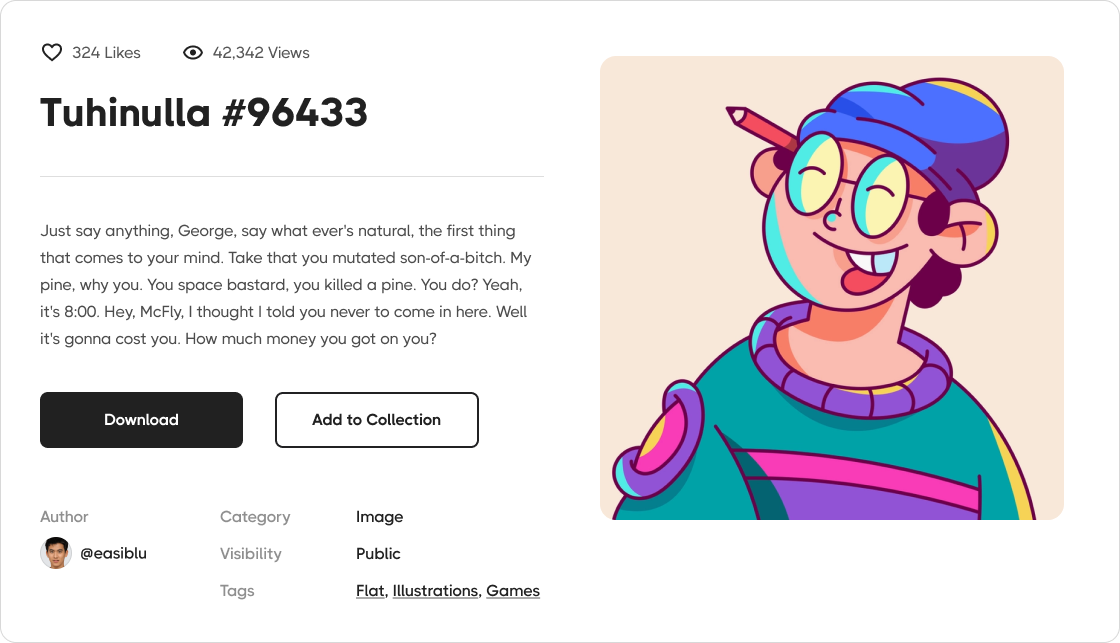 324 Likes
42,342 Views
Tuhinulla #96433
Just say anything, George, say what ever's natural, the first thing
that comes to your mind. Take that you mutated son-of-a-bitch. My
pine, why you. You space bastard, you killed a pine. You do? Yeah,
it's 8:00. Hey, McFly, I thought I told you never to come in here. Well
it's gonna cost you. How much money you got on you?
Download
Add to Collection
Author
@easiblu
Category
Image
Visibility
Public
Tags
Flat, Illustrations, Games